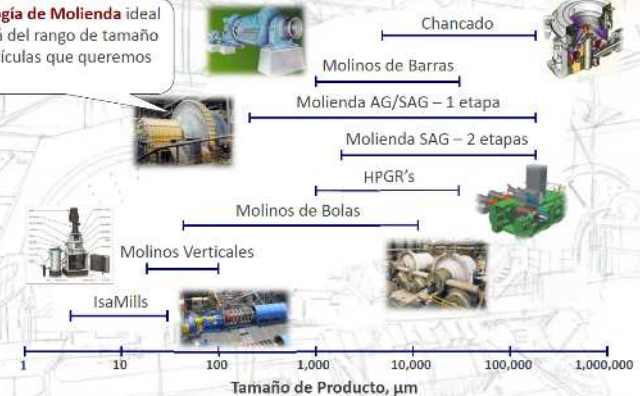 gía de Molienda ideal
del rango de tamaño
ículas que queremos
Chancado
Molinos de Barras
Molienda AG/SAG – 1 etapa
Molienda SAG – 2 etapas
HPGR's
Molinos de Bolas
Molinos Verticales
IsaMills
1 10 100 1,000 10,000 100,000 1,000,000
Tamaño de Producto, µm